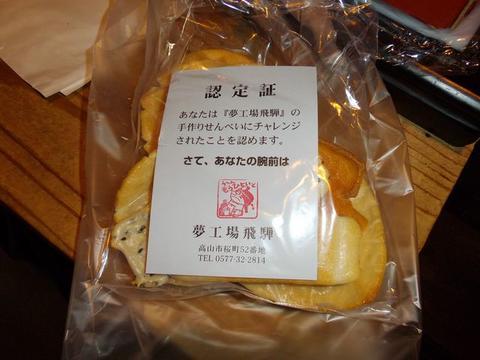 認定証
あなたは『夢工場飛騨』の
手作りせんべいにチャレンジ
されたことを認めます。
さて、あなたの腕前は
夢工場飛騨
高山市桜町52番地
TEL 0577-32-2814